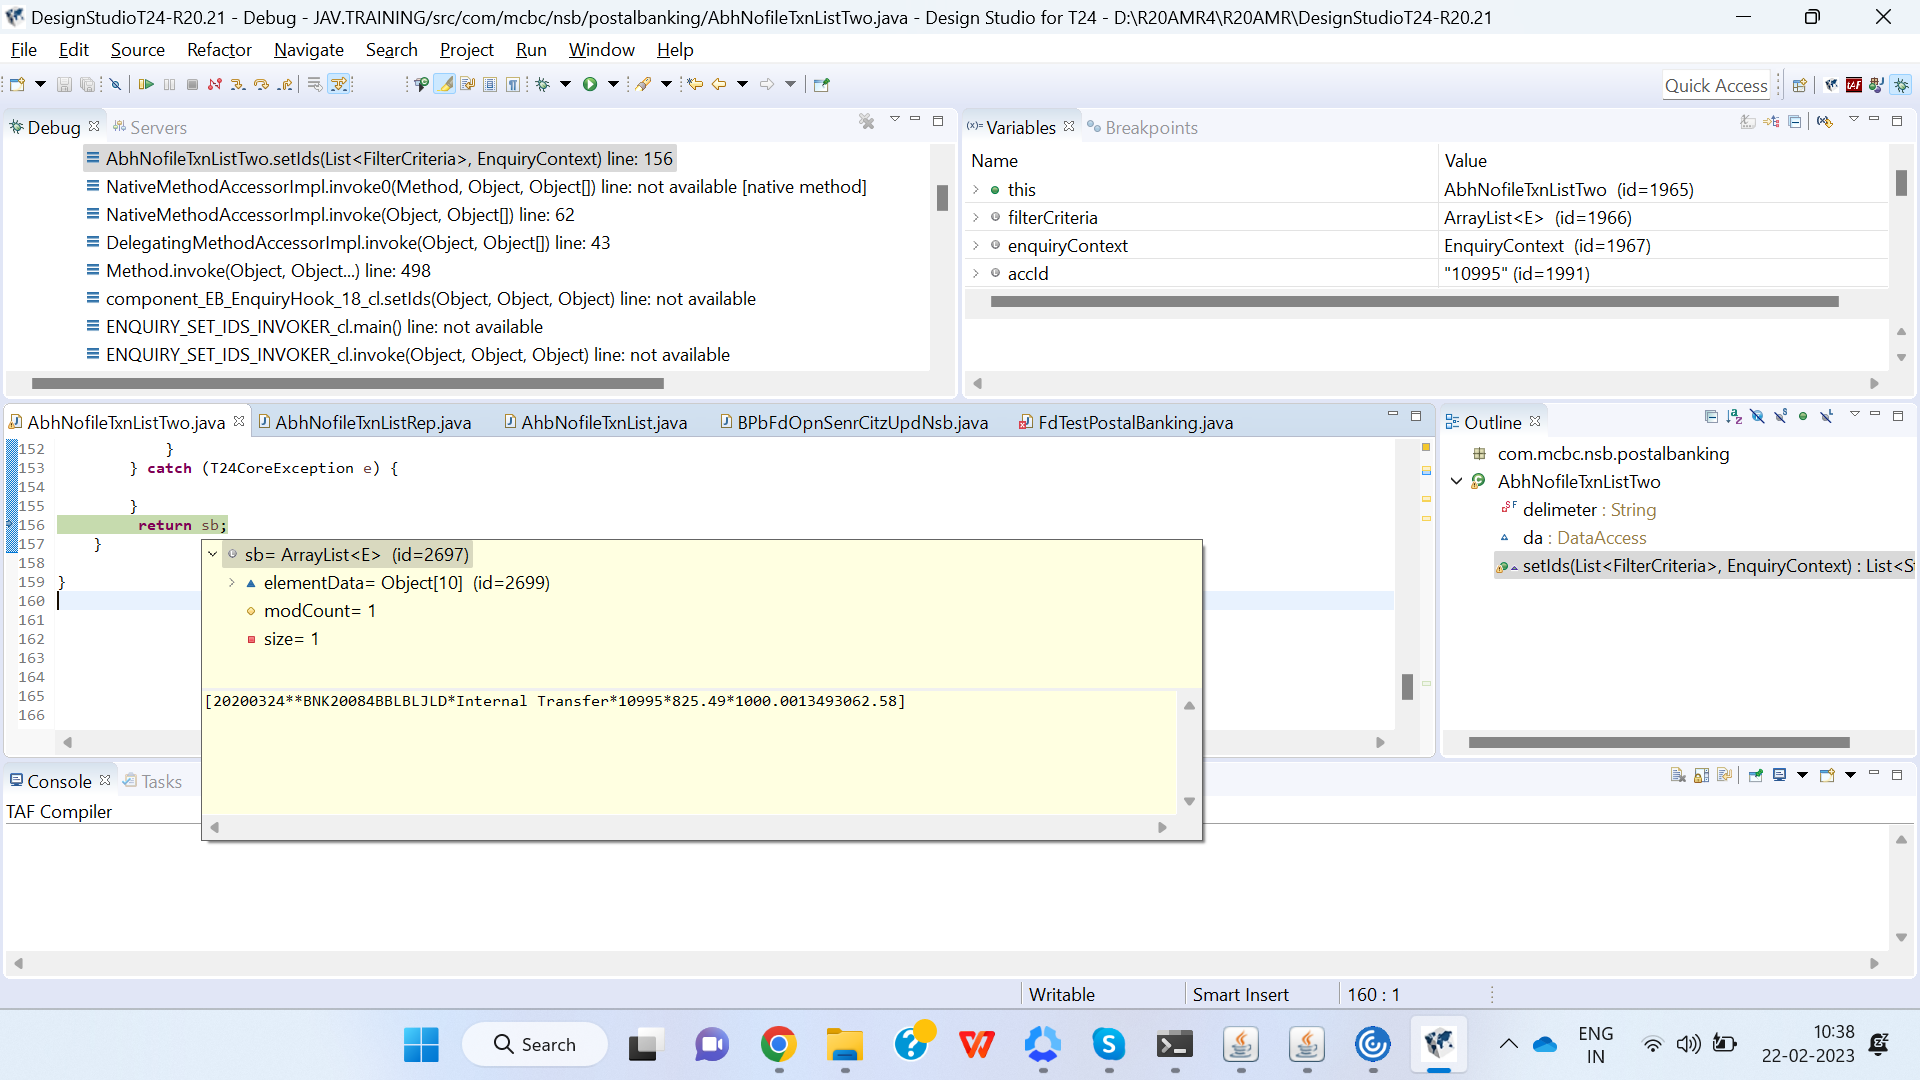 DesignStudioT24-R20.21 - Debug - JAV.TRAINING/src/com/mcbc/nsb/postalbanking/AbhNofileTxnListTwo.java - Design Studio for T24 - D:\R20AMR4\R20AMR\DesignStudioT24-R20.21
File Edit Source Refactor Navigate Search Project Run Window Help
Quick Access
Debug Servers
AbhNofileTxnListTwo.setIds(List<FilterCriteria>, EnquiryContext) line: 156
NativeMethodAccessorImpl.invoke0(Method, Object, Object[]) line: not available [native method]
NativeMethodAccessorImpl.invoke(Object, Object[]) line: 62
DelegatingMethodAccessorImpl.invoke(Object, Object[]) line: 43
Method.invoke(Object, Object...) line: 498
component_EB_EnquiryHook_18_cl.setIds(Object, Object, Object) line: not available
ENQUIRY_SET_IDS_INVOKER_cl.main() line: not available
ENQUIRY_SET_IDS_INVOKER_cl.invoke(Object, Object, Object) line: not available
Variables Breakpoints
Name Value
this AbhNofileTxnListTwo (id=1965)
filterCriteria ArrayList<E> (id=1966)
enquiryContext EnquiryContext (id=1967)
accId "10995" (id=1991)
AbhNofileTxnListTwo.java AbhNofileTxnListRep.java AhbNofileTxnList.java BPbFdOpnSenrCitzUpdNsb.java FdTestPostalBanking.java
152 }
153 } catch (T24CoreException e) {
154
155 }
156 return sb;
157 }
158
159 }
160
161
162
163
164
165
166
sb= ArrayList<E> (id=2697)
elementData= Object[10] (id=2699)
modCount= 1
size= 1
[20200324**BNK20084BBLBLJLD*Internal Transfer*10995*825.49*1000.0013493062.58]
Outline
com.mcbc.nsb.postalbanking
AbhNofileTxnListTwo
delimeter : String
da : DataAccess
setIds(List<FilterCriteria>, EnquiryContext) : List<S
Console Tasks
TAF Compiler
Writable Smart Insert 160 : 1
Search
ENG
IN
10:38
22-02-2023